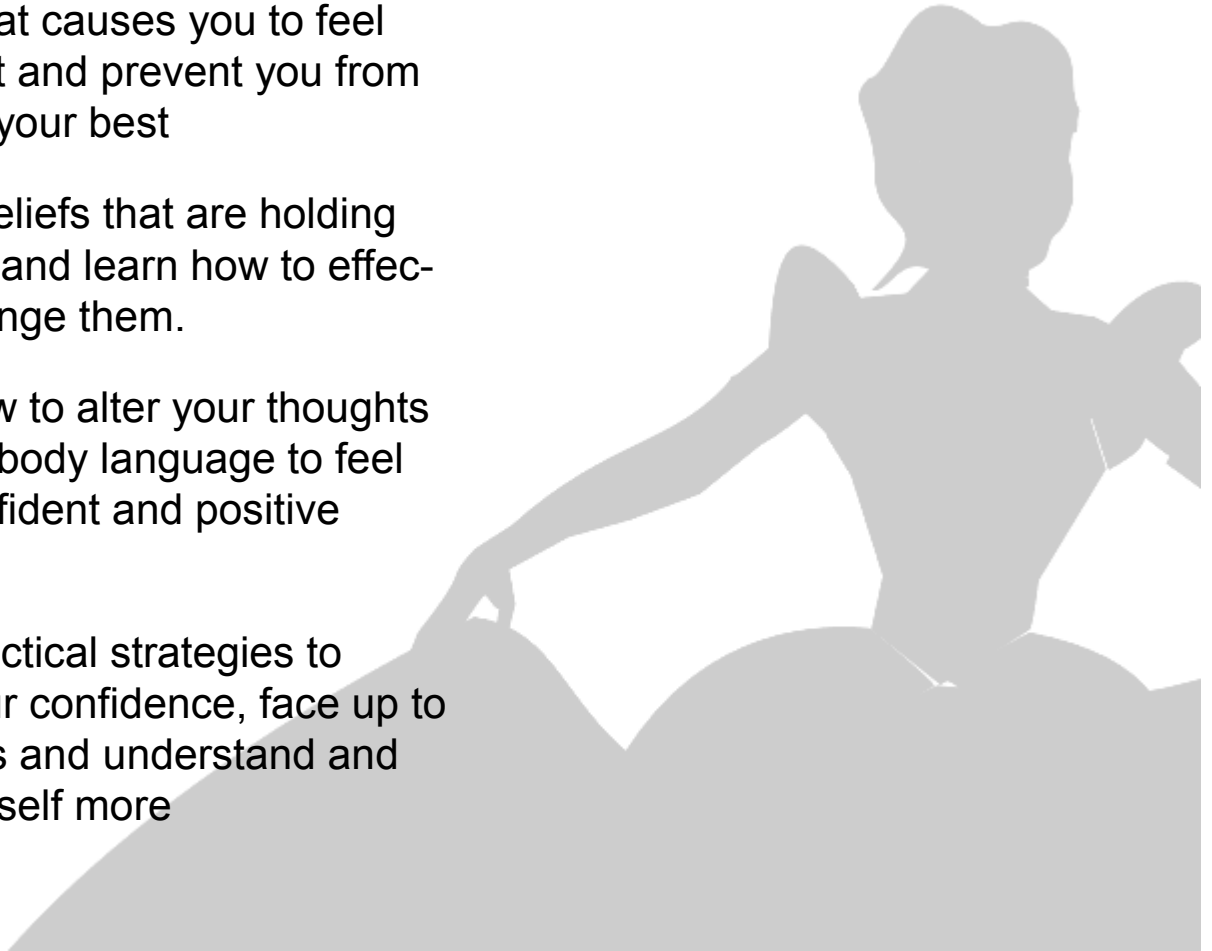 at causes you to feel
t and prevent you from
your best
eliefs that are holding
and learn how to effec-
nge them.
w to alter your thoughts
body language to feel
fident and positive
ctical strategies to
ur confidence, face up to
s and understand and
self more